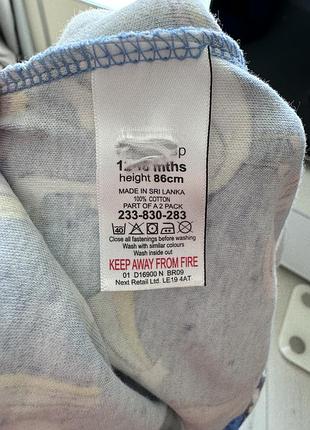 mths
height 86cm
MADE IN SRI LANKA
100% COTTON
PART OF A 2 PACK
233-830-283
40
Close all fastenings before washing
Wash with similar colours
Wash inside out
KEEP AWAY FROM FIRE
01 D16900 N BR09
Next Retail Ltd. LE19 4AT